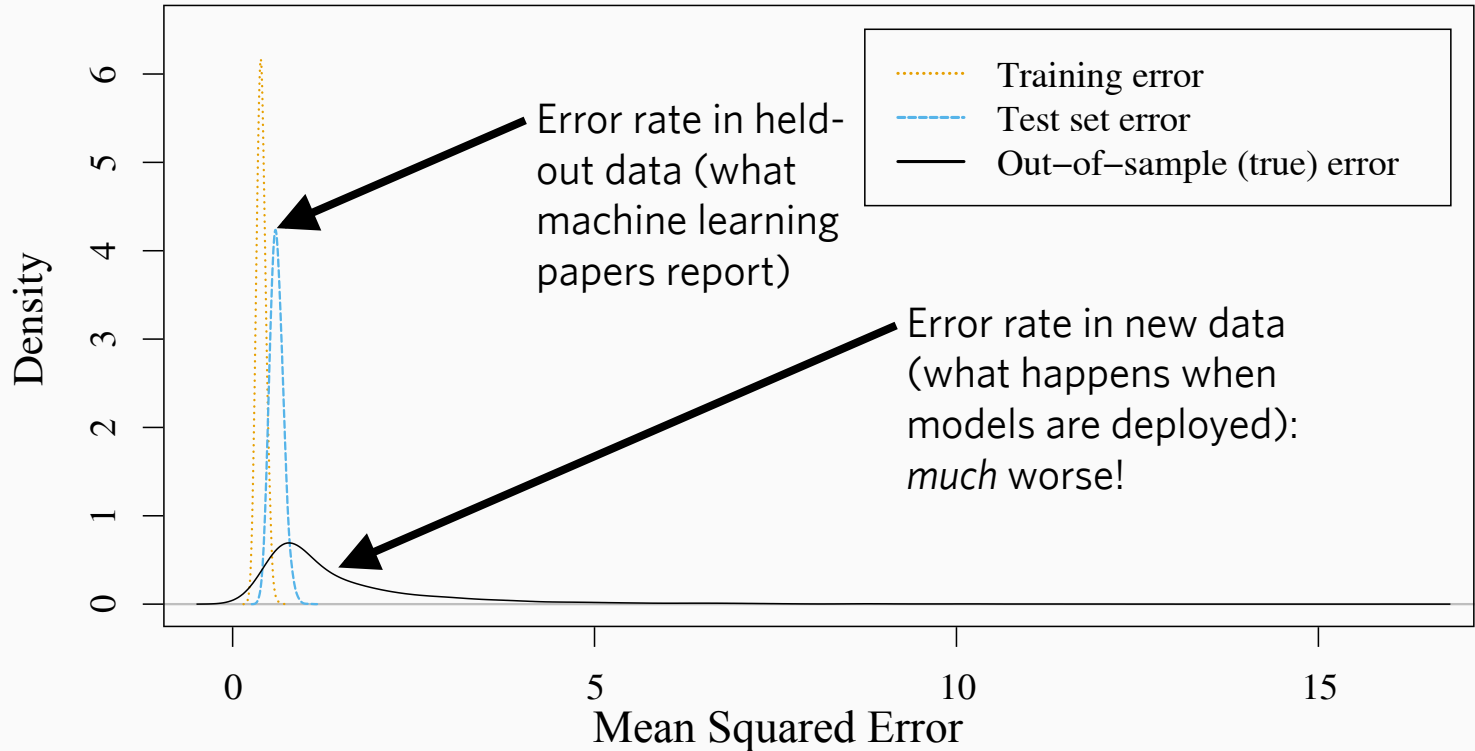 Training error
Test set error
Out−of−sample (true) error
Error rate in held-
out data (what
machine learning
papers report)
Error rate in new data
(what happens when
models are deployed):
much worse!
Density
6
5
4
3
2
1
0
0 5 10 15
Mean Squared Error